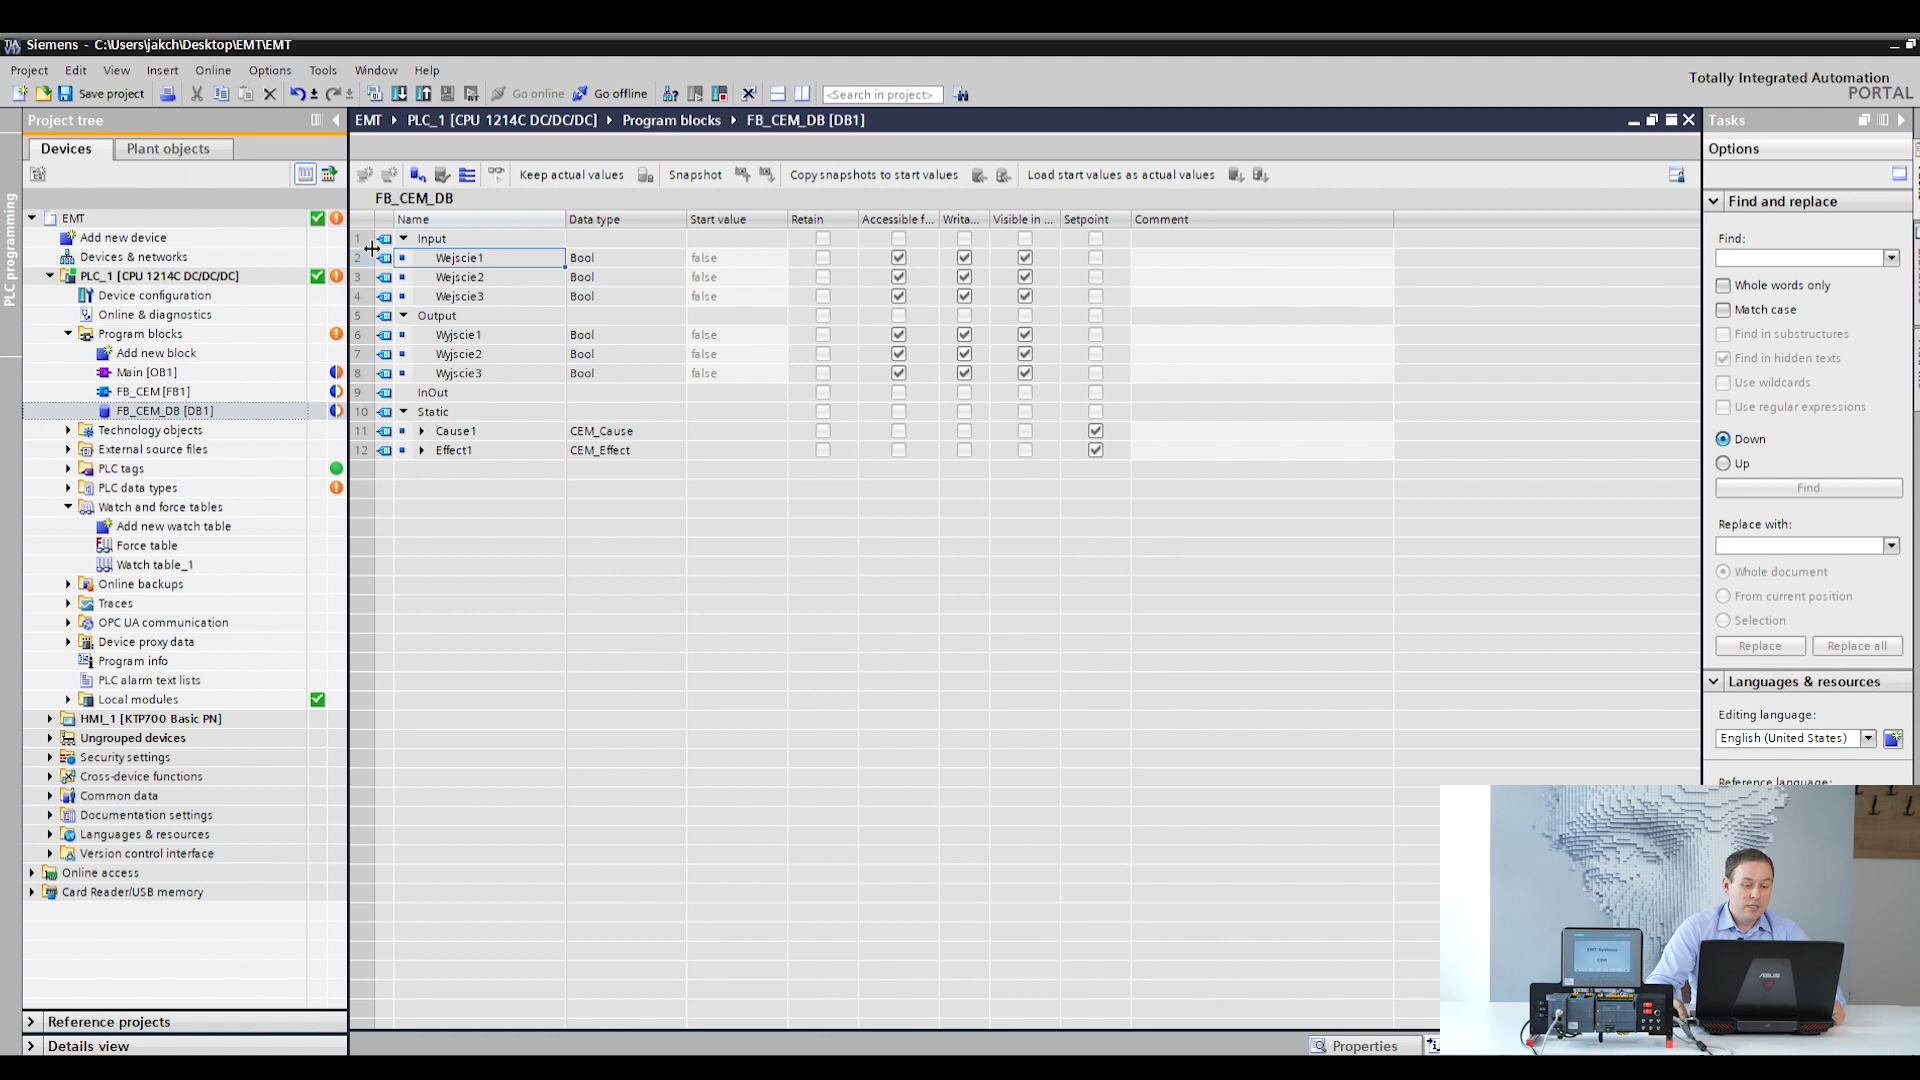 Siemens - C:\Users\jakch\Desktop\EMT\EMT
Project Edit View Insert Online Options Tools Window Help
Totally Integrated Automation
PORTAL
Save project Go online Go offline <Search in project>
Project tree
EMT PLC_1 [CPU 1214C DC/DC/DC] Program blocks FB_CEM_DB [DB1]
Tasks
Devices Plant objects
Options
Keep actual values Snapshot Copy snapshots to start values Load start values as actual values
PLC programming
FB_CEM_DB
Name Data type Start value Retain Accessible f... Writa... Visible in ... Setpoint Comment
1 Input
2 Wejscie1 Bool false
3 Wejscie2 Bool false
4 Wejscie3 Bool false
5 Output
6 Wyjscie1 Bool false
7 Wyjscie2 Bool false
8 Wyjscie3 Bool false
9 InOut
10 Static
11 Cause1 CEM_Cause
12 Effect1 CEM_Effect
EMT
Add new device
Devices & networks
PLC_1 [CPU 1214C DC/DC/DC]
Device configuration
Online & diagnostics
Program blocks
Add new block
Main [OB1]
FB_CEM [FB1]
FB_CEM_DB [DB1]
Technology objects
External source files
PLC tags
PLC data types
Watch and force tables
Add new watch table
Force table
Watch table_1
Online backups
Traces
OPC UA communication
Device proxy data
Program info
PLC alarm text lists
Local modules
HMI_1 [KTP700 Basic PN]
Ungrouped devices
Security settings
Cross-device functions
Common data
Documentation settings
Languages & resources
Version control interface
Online access
Card Reader/USB memory
Reference projects
Details view
Find and replace
Find:
Whole words only
Match case
Find in substructures
Find in hidden texts
Use wildcards
Use regular expressions
Down
Up
Find
Replace with:
Whole document
From current position
Selection
Replace Replace all
Languages & resources
Editing language:
English (United States)
Reference language:
Properties
EMT-Systems
CEM
ASUS